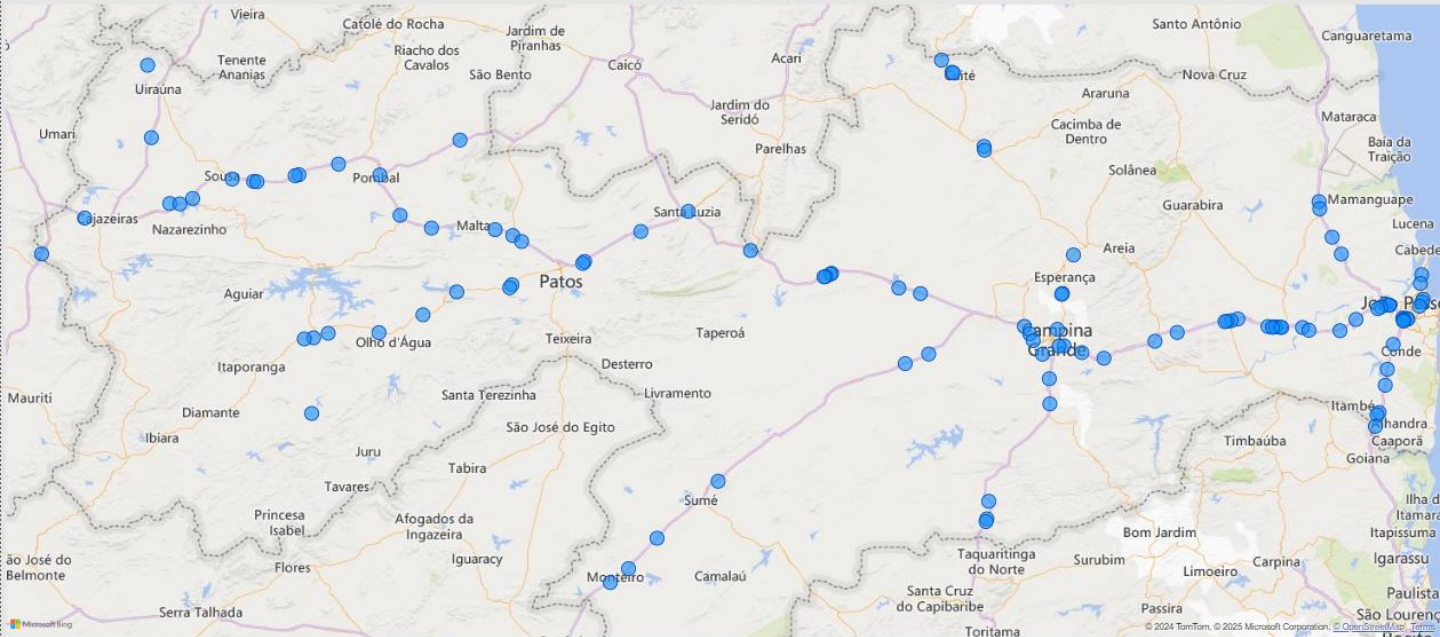 Vieira
Catolé do Rocha
Santo Antônio
Jardim de
Piranhas
Canguaretama
Riacho dos
Cavalos
Tenente
Ananias
Acari
Caicó
São Bento
Nova Cruz
Uiraúna
Araruna
Jardim do
Seridó
Mataraca
Cacimba de
Dentro
Umari
Parelhas
Baía da
Traição
Solânea
Pombal
Mamanguape
Guarabira
Santa Luzia
Cajazeiras
Malta
Nazarezinho
Lucena
Areia
Cabede
Esperança
Patos
Aguiar
Campina
Grande
Taperoá
Teixeira
Olho d'Água
Conde
Desterro
Itaporanga
Santa Terezinha
Livramento
Mauriti
Diamante
Itambé
São José do Egito
Alhandra
Caaporã
Ibiara
Timbaúba
Juru
Goiana
Tabira
Tavares
Sumé
Ilha d
Itamara
Princesa
Isabel
Afogados da
Ingazeira
Bom Jardim
Itapissuma
Iguaracy
Taquaritinga
do Norte
Surubim
Carpina
Igarassu
ão José do
Belmonte
Flores
Limoeiro
Monteiro
Camalaú
Santa Cruz
do Capibaribe
Paulista
Passira
Serra Talhada
São Lourenç
Toritama
Microsoft Bing
© 2024 TomTom, © 2025 Microsoft Corporation, © OpenStreetMap Terms